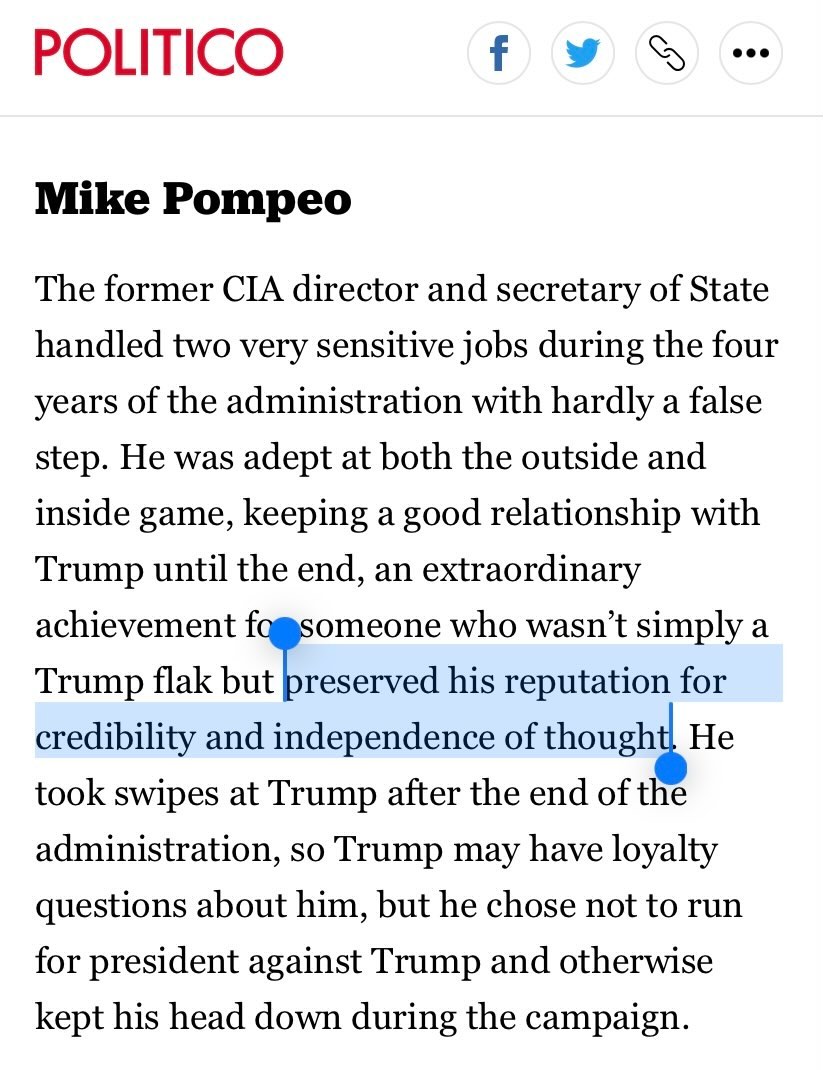 POLITICO
Mike Pompeo
The former CIA director and secretary of State
handled two very sensitive jobs during the four
years of the administration with hardly a false
step. He was adept at both the outside and
inside game, keeping a good relationship with
Trump until the end, an extraordinary
achievement for someone who wasn’t simply a
Trump flak but preserved his reputation for
credibility and independence of thought. He
took swipes at Trump after the end of the
administration, so Trump may have loyalty
questions about him, but he chose not to run
for president against Trump and otherwise
kept his head down during the campaign.